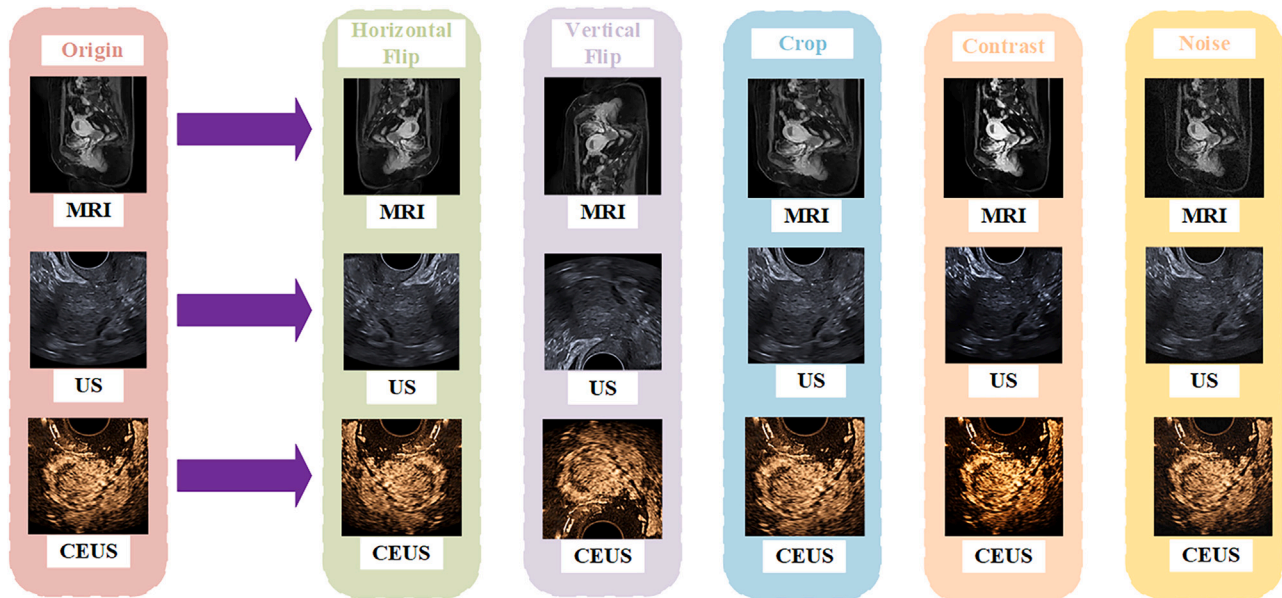 Origin
Horizontal
Flip
Vertical
Flip
Crop
Contrast
Noise
MRI
MRI
MRI
MRI
MRI
MRI
US
US
US
US
US
US
CEUS
CEUS
CEUS
CEUS
CEUS
CEUS